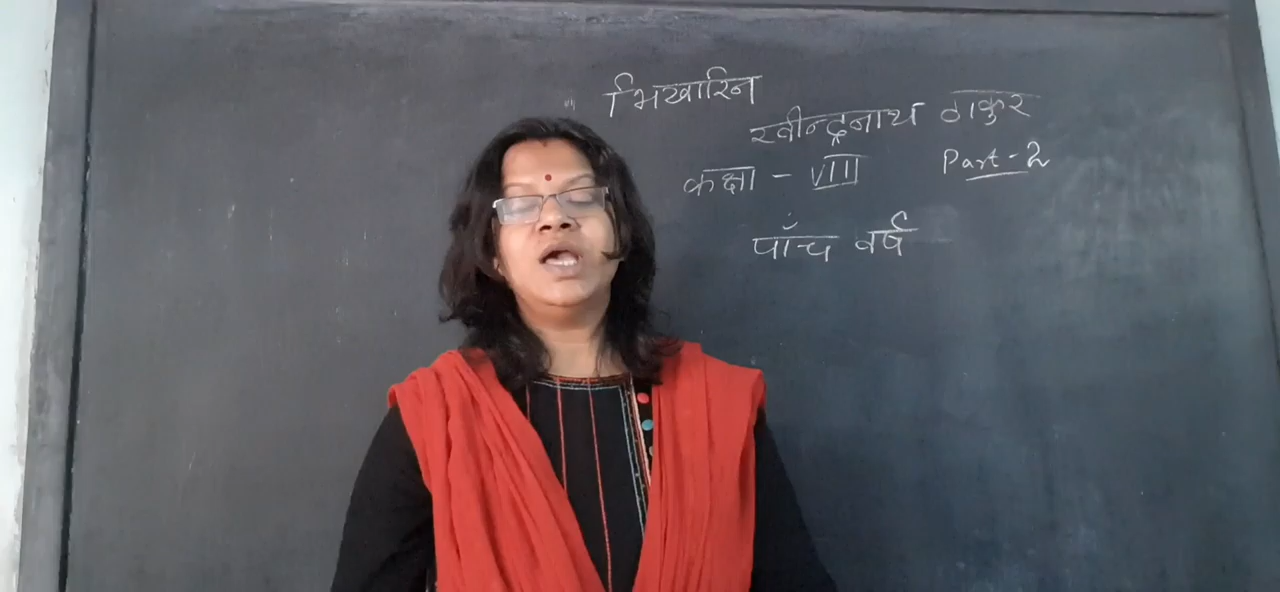 भिखारिन
रवीन्द्रनाथ ठाकुर
कक्षा - VIII Part-2
पाँच वर्ष